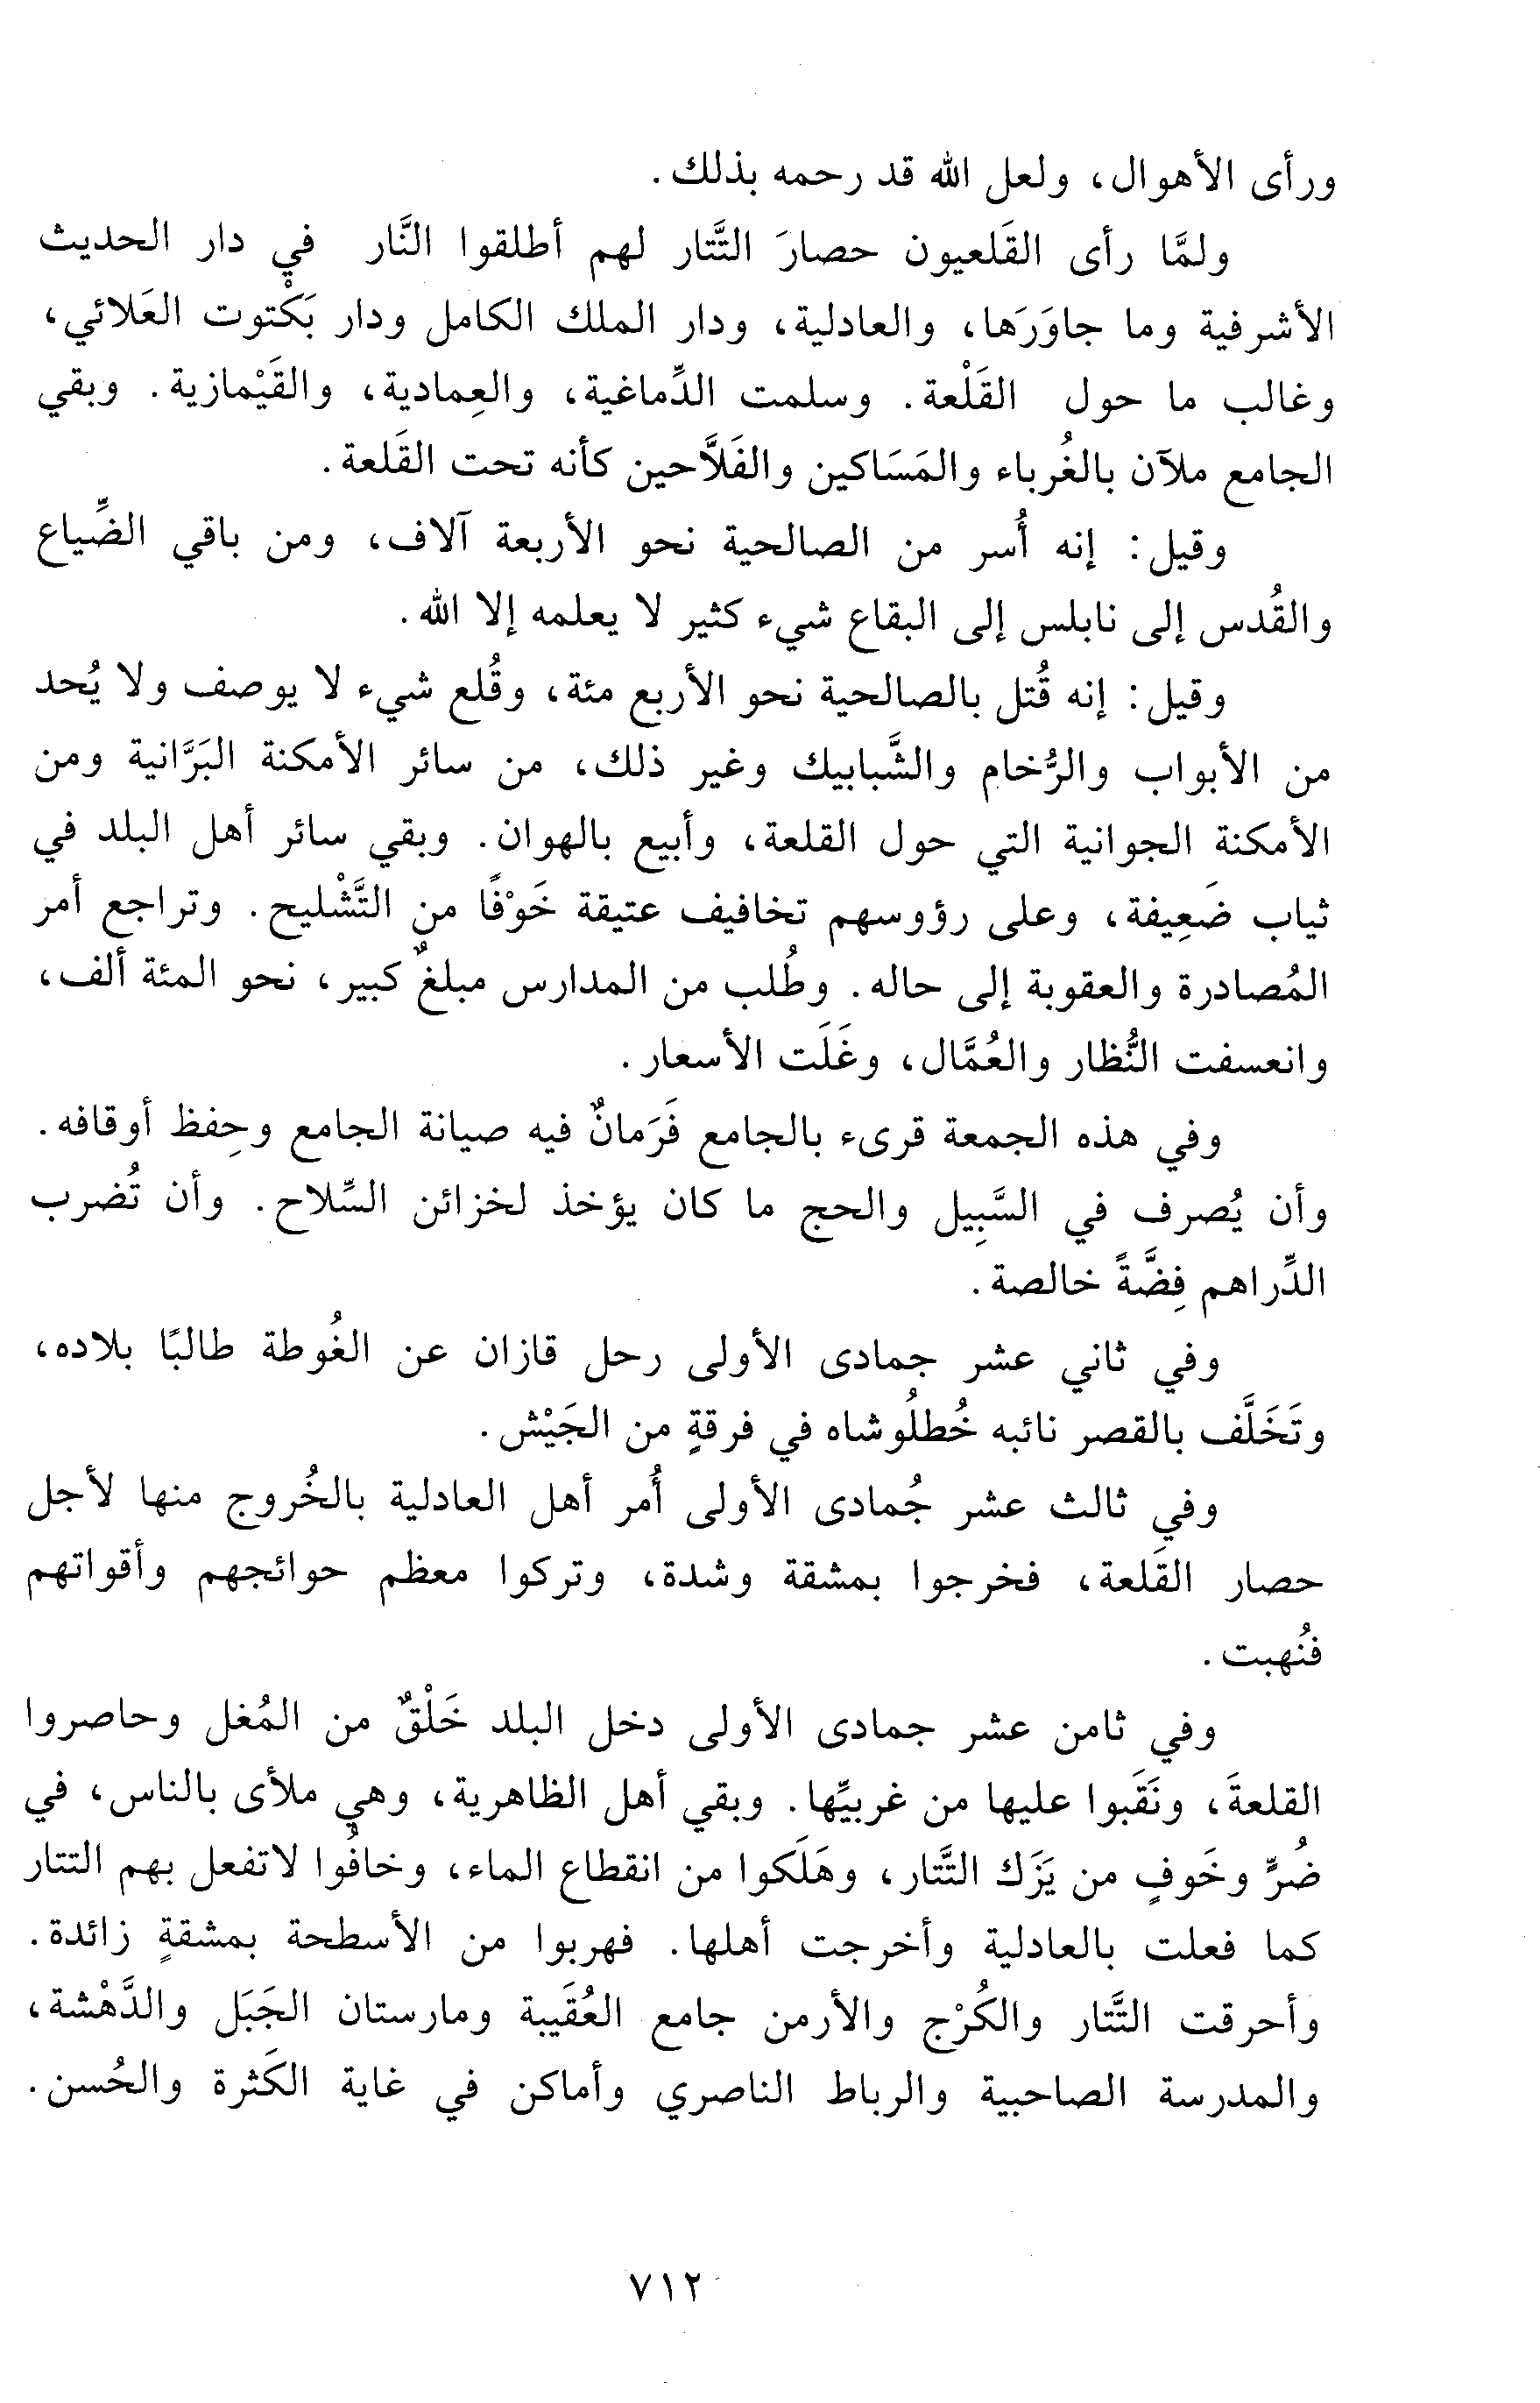 ورأى الأهوال، ولعل الله قد رحمه بذلك.
ولمَّا رأى القَلعيون حصارَ التَّتار لهم أطلقوا النَّار في دار الحديث
الأشرفية وما جاوَرَها، والعادلية، ودار الملك الكامل ودار بَكْتوت العَلائي،
وغالب ما حول القَلْعة. وسلمت الدِّماغية، والعِمادية، والقَيْمازية. وبقي
الجامع ملآن بالغُرباء والمَسَاكين والفَلاَّحين كأنه تحت القَلعة.
وقيل: إنه أُسر من الصالحية نحو الأربعة آلاف، ومن باقي الضِّياع
والقُدس إلى نابلس إلى البقاع شيء كثير لا يعلمه إلا الله.
وقيل: إنه قُتل بالصالحية نحو الأربع مئة، وقُلع شيء لا يوصف ولا يُحد
من الأبواب والرُّخام والشَّبابيك وغير ذلك، من سائر الأمكنة البَرَّانية ومن
الأمكنة الجوانية التي حول القلعة، وأبيع بالهوان. وبقي سائر أهل البلد في
ثياب ضَعِيفة، وعلى رؤوسهم تخافيف عتيقة خَوْفًا من التَّشْليح. وتراجع أمر
المُصادرة والعقوبة إلى حاله. وطُلب من المدارس مبلغٌ كبير، نحو المئة ألف،
وانعسفت النُّظار والعُمَّال، وغَلَت الأسعار.
وفي هذه الجمعة قرىء بالجامع فَرَمانٌ فيه صيانة الجامع وحِفظ أوقافه.
وأن يُصرف في السَّبِيل والحج ما كان يؤخذ لخزائن السِّلاح. وأن تُضرب
الدِّراهم فِضَّةً خالصة.
وفي ثاني عشر جمادى الأولى رحل قازان عن الغُوطة طالبًا بلاده،
وتَخَلَّف بالقصر نائبه خُطلُوشاه في فرقةٍ من الجَيْش.
وفي ثالث عشر جُمادى الأولى أُمر أهل العادلية بالخُروج منها لأجل
حصار القَلعة، فخرجوا بمشقة وشدة، وتركوا معظم حوائجهم وأقواتهم
فنُهبت.
وفي ثامن عشر جمادى الأولى دخل البلد خَلْقٌ من المُغل وحاصروا
القلعةَ، ونَقَبوا عليها من غربيِّها. وبقي أهل الظاهرية، وهي ملأى بالناس، في
ضُرٍّ وخَوفٍ من يَزَك التَّتار، وهَلَكوا من انقطاع الماء، وخافُوا لاتفعل بهم التتار
كما فعلت بالعادلية وأخرجت أهلها. فهربوا من الأسطحة بمشقةٍ زائدة.
وأحرقت التَّتار والكُرْج والأرمن جامع العُقَيبة ومارستان الجَبَل والدَّهْشة،
والمدرسة الصاحبية والرباط الناصري وأماكن في غاية الكَثرة والحُسن.
٧١٢